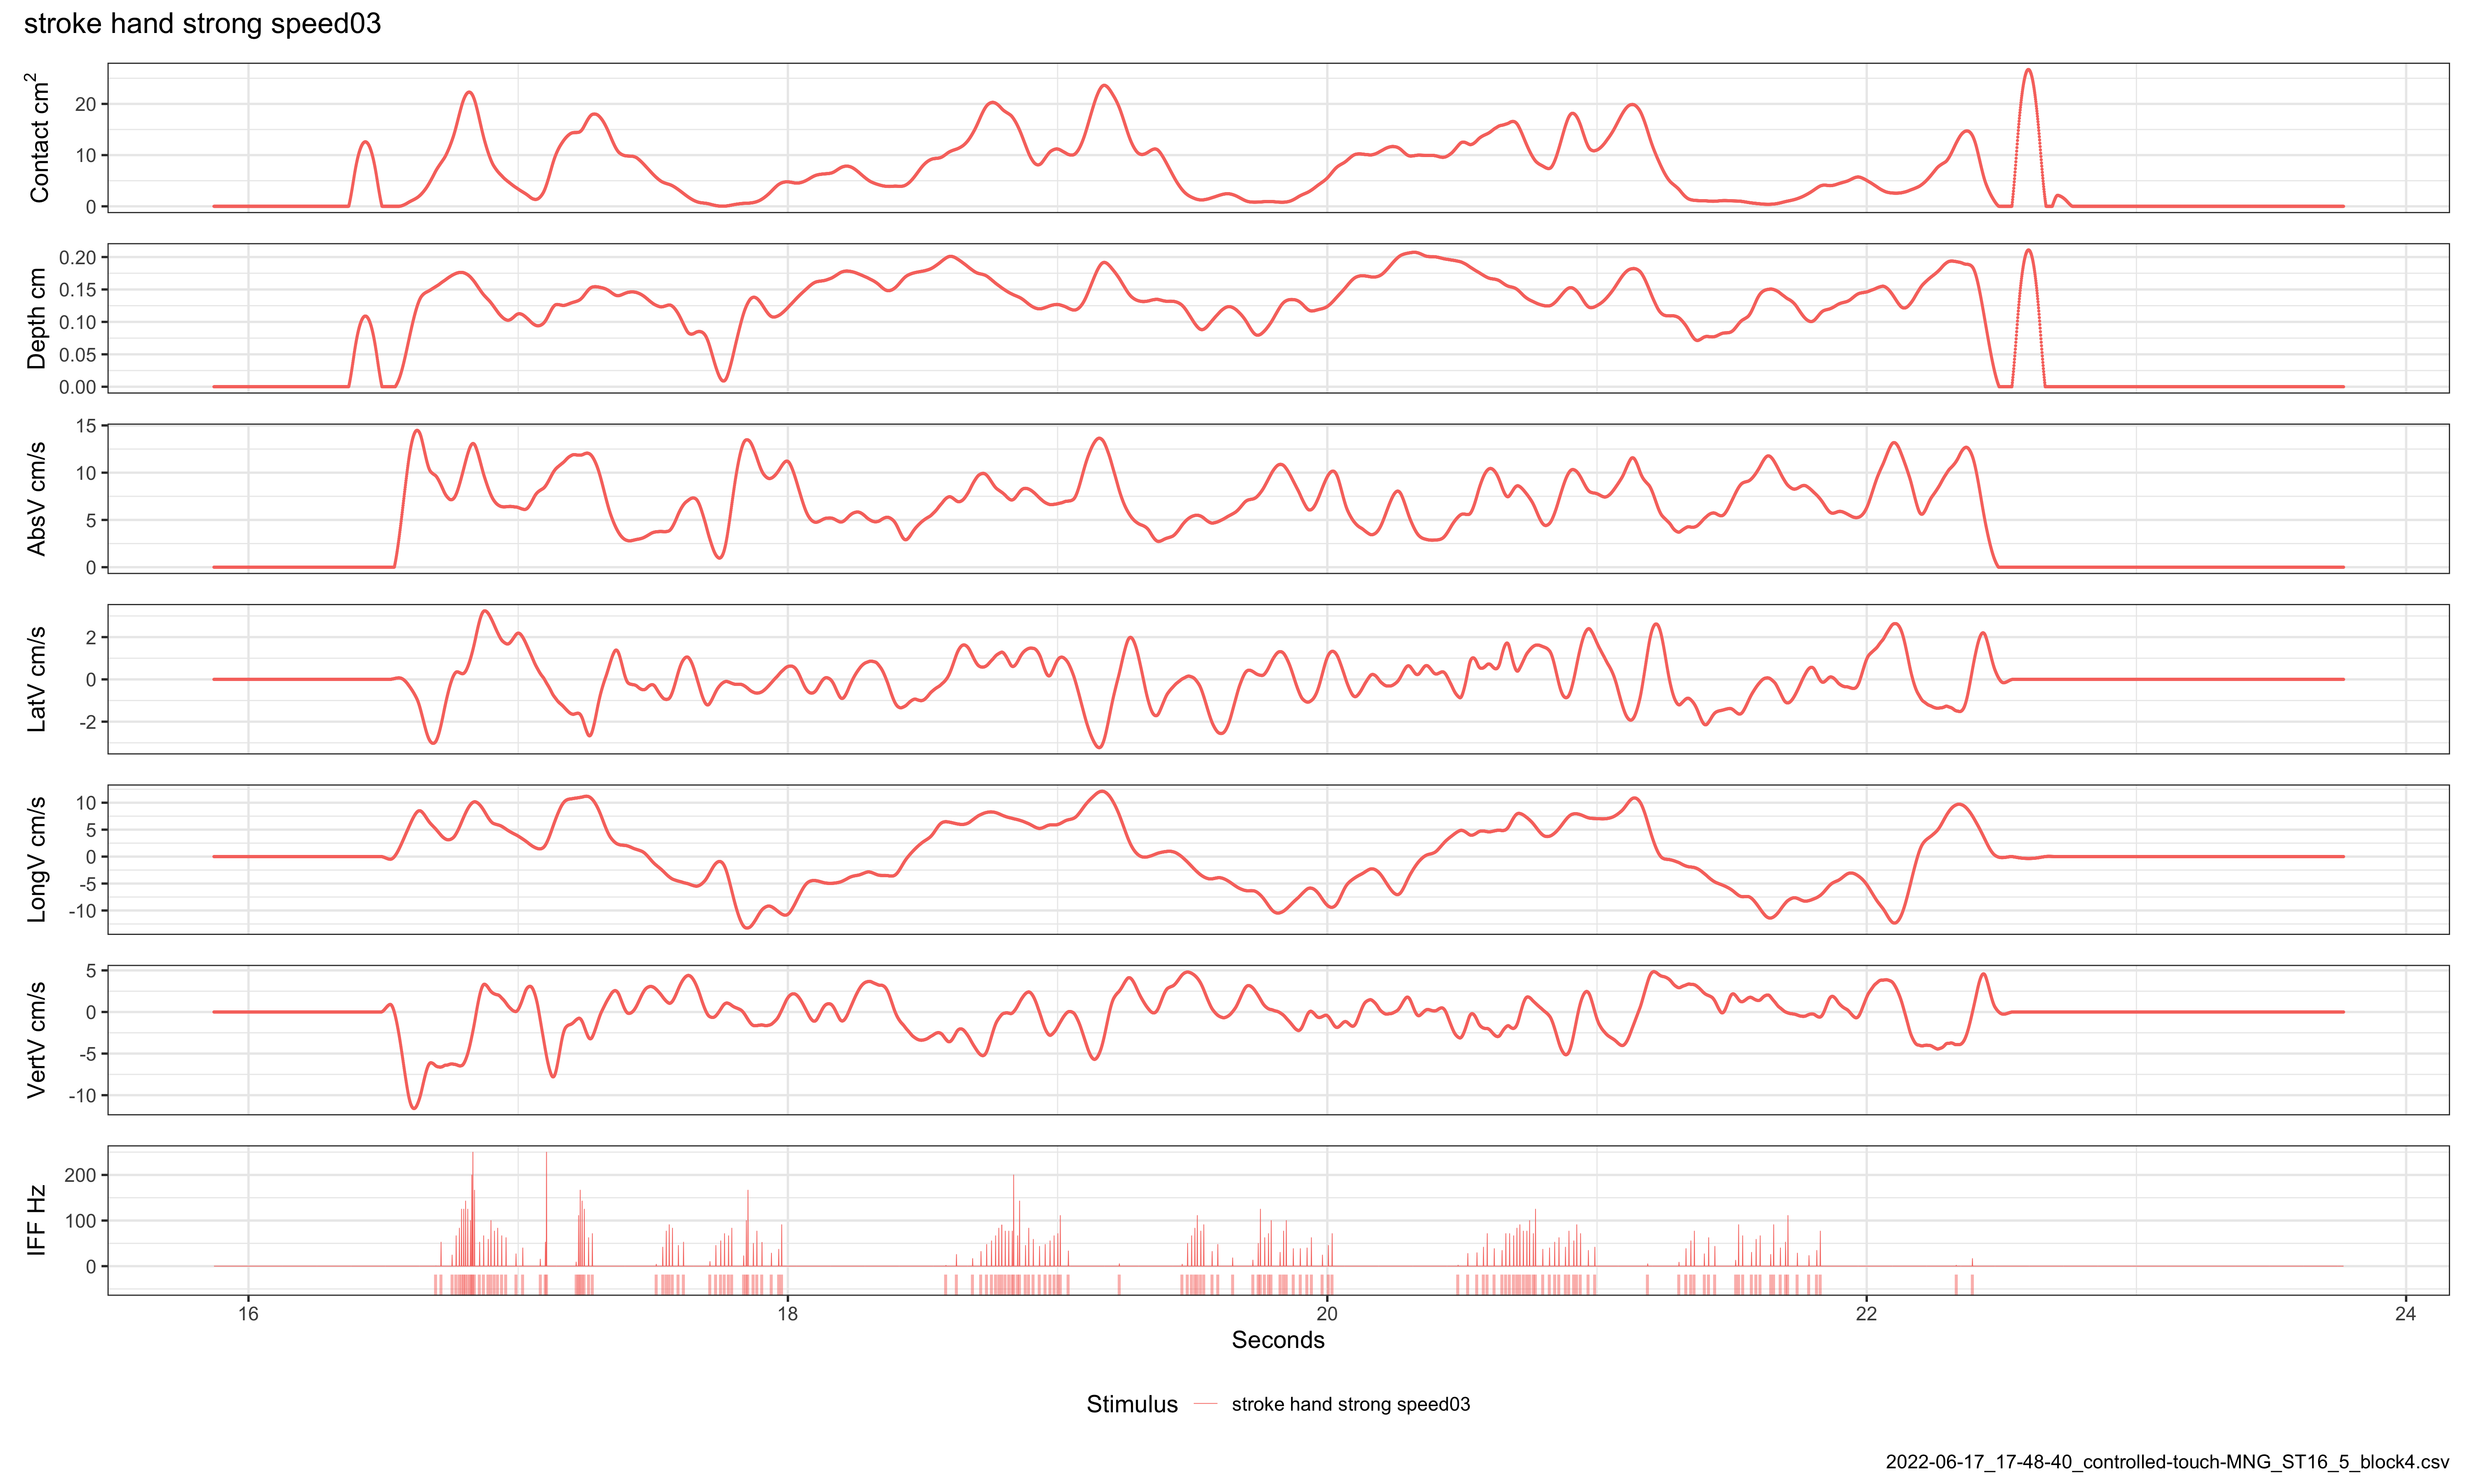 stroke hand strong speed03
Contact cm²
20
10
0
Depth cm
0.20
0.15
0.10
0.05
0.00
AbsV cm/s
15
10
5
0
LatV cm/s
2
0
-2
LongV cm/s
10
5
0
-5
-10
VertV cm/s
5
0
-5
-10
IFF Hz
200
100
0
16 18 20 22 24
Seconds
Stimulus stroke hand strong speed03
2022-06-17_17-48-40_controlled-touch-MNG_ST16_5_block4.csv